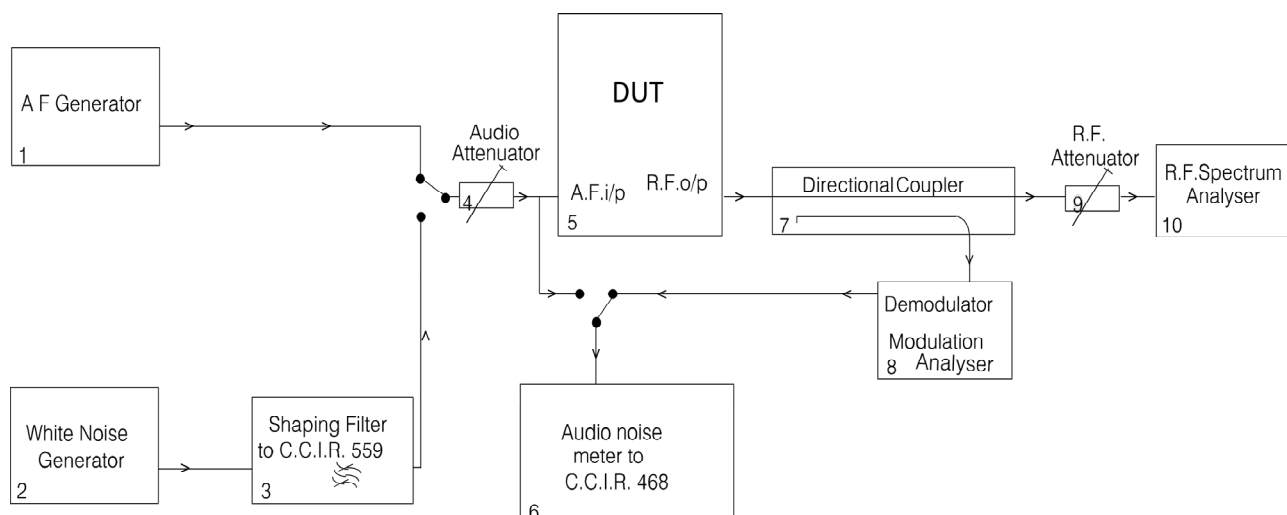 A F Generator
1
Audio
Attenuator
4
DUT
A.F.i/p
R.F.o/p
5
Directional Coupler
7
R.F.
Attenuator
9
R.F.Spectrum
Analyser
10
Demodulator
Modulation
Analyser
8
White Noise
Generator
2
Shaping Filter
to C.C.I.R. 559
3
Audio noise
meter to
C.C.I.R. 468
6